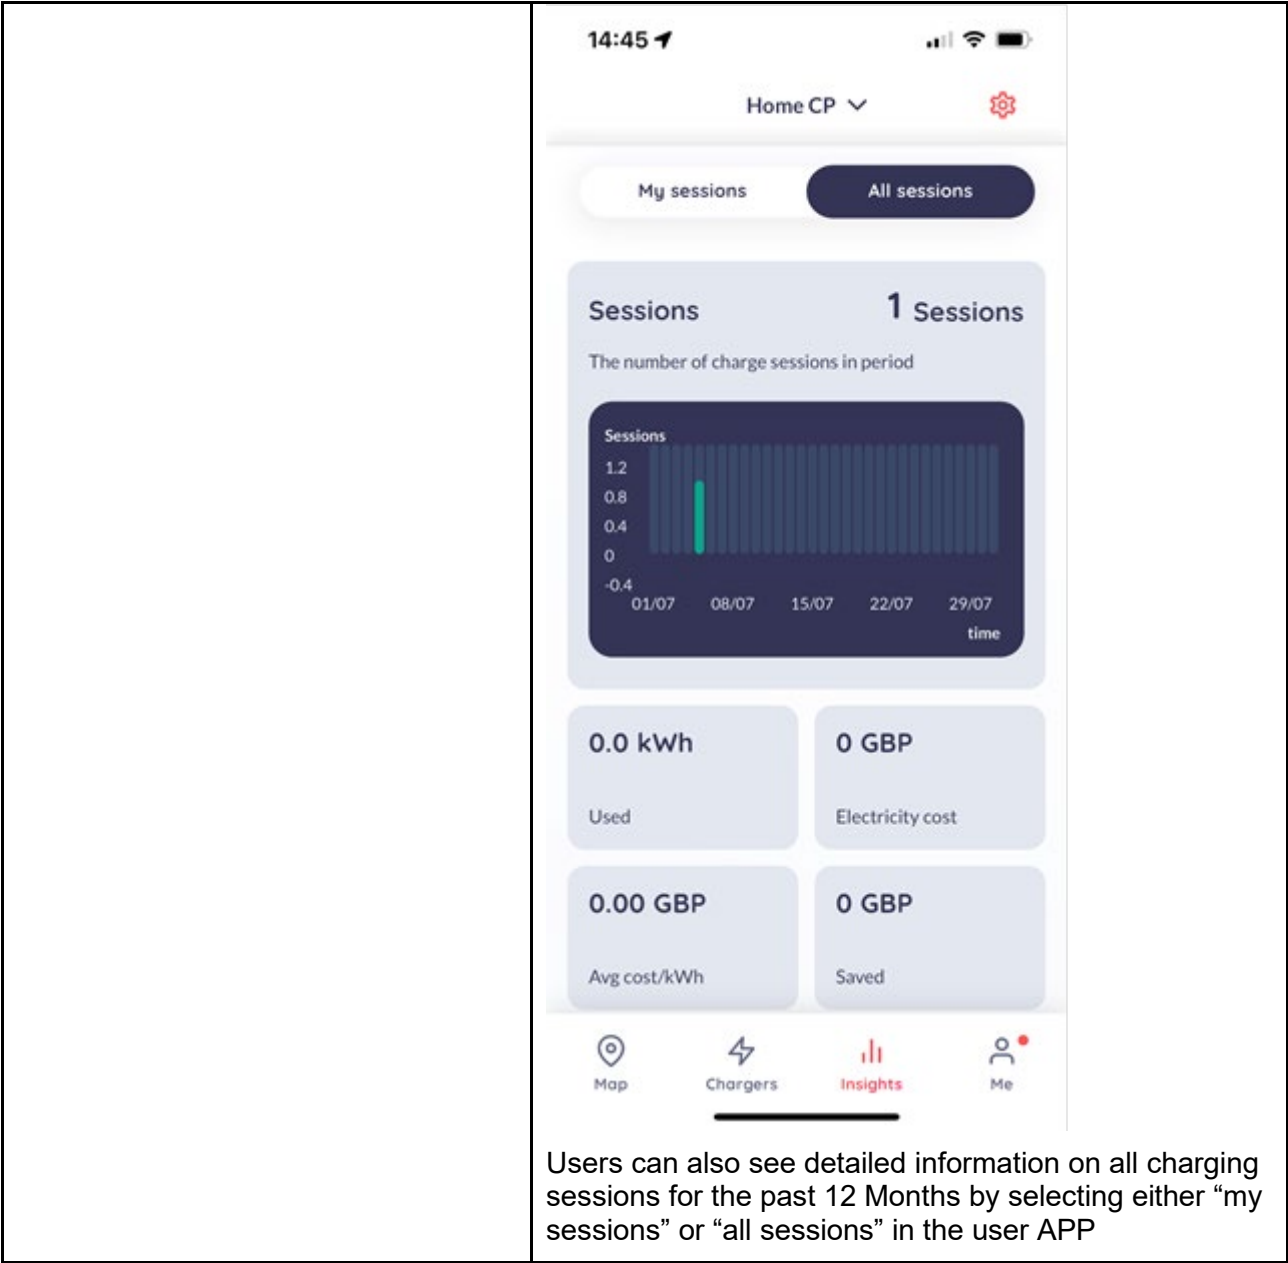 14:45
Home CP
My sessions
All sessions
Sessions
1 Sessions
The number of charge sessions in period
Sessions
1.2
0.8
0.4
0
-0.4
01/07 08/07 15/07 22/07 29/07
time
0.0 kWh
Used
0 GBP
Electricity cost
0.00 GBP
Avg cost/kWh
0 GBP
Saved
Map
Chargers
Insights
Me
Users can also see detailed information on all charging
sessions for the past 12 Months by selecting either “my
sessions” or “all sessions” in the user APP